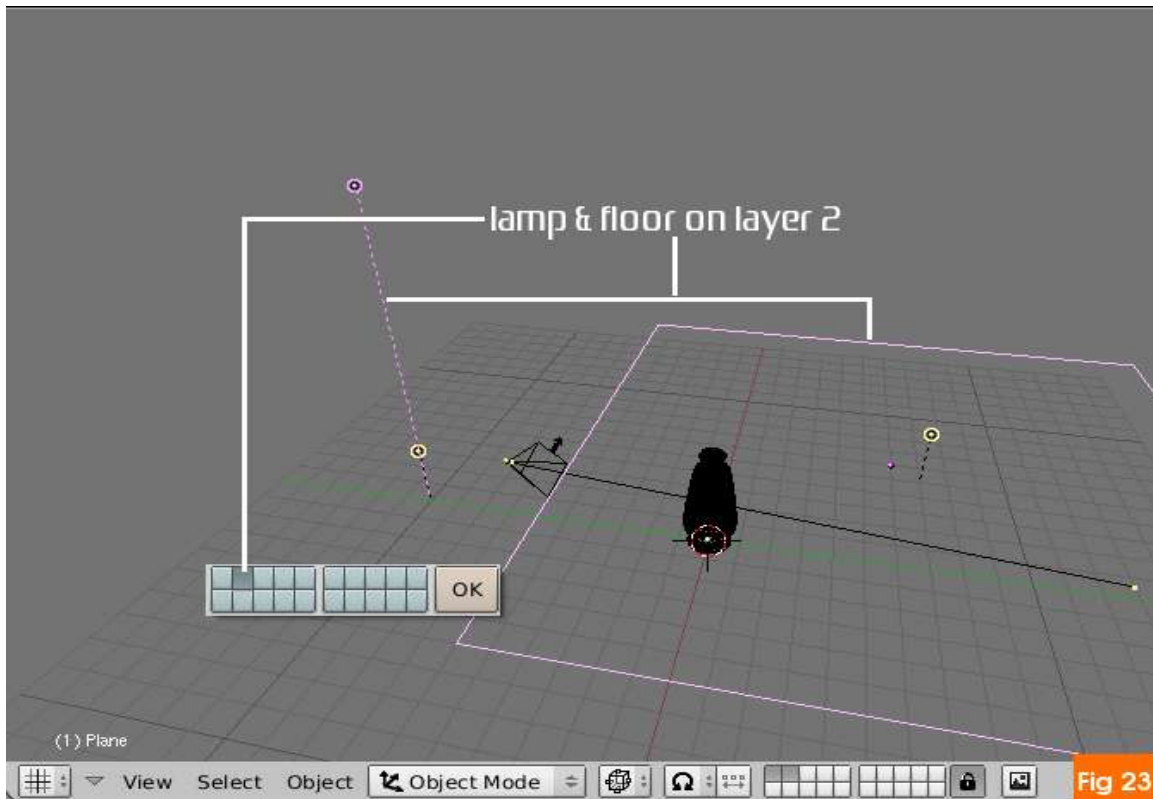 lamp & floor on layer 2
OK
(1) Plane
View Select Object Object Mode
Fig 23